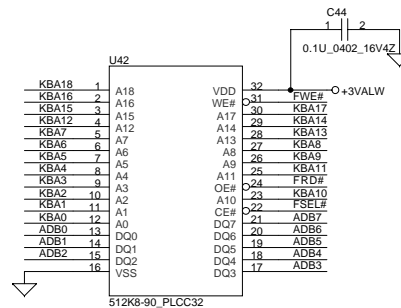 C44
1 2
0.1U_0402_16V4Z
U42
KBA18 1 A18 VDD 32 +3VALW
KBA16 2 A16 WE# 31 FWE#
KBA15 3 A15 A17 30 KBA17
KBA12 4 A12 A14 29 KBA14
KBA7 5 A7 A13 28 KBA13
KBA6 6 A6 A8 27 KBA8
KBA5 7 A5 A9 26 KBA9
KBA4 8 A4 A11 25 KBA11
KBA3 9 A3 OE# 24 FRD#
KBA2 10 A2 A10 23 KBA10
KBA1 11 A1 CE# 22 FSEL#
KBA0 12 A0 DQ7 21 ADB7
ADB0 13 DQ0 DQ6 20 ADB6
ADB1 14 DQ1 DQ5 19 ADB5
ADB2 15 DQ2 DQ4 18 ADB4
16 VSS DQ3 17 ADB3
512K8-90_PLCC32